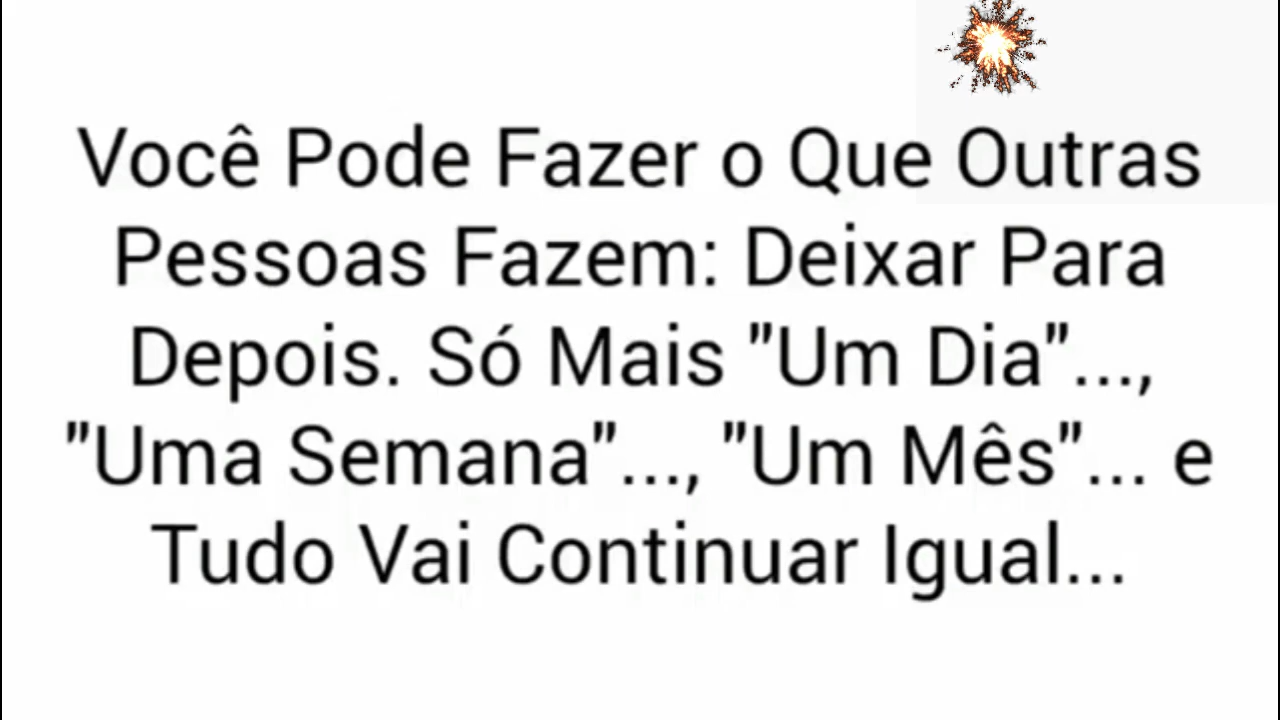 Você Pode Fazer o Que Outras
Pessoas Fazem: Deixar Para
Depois. Só Mais "Um Dia"...,
"Uma Semana"..., "Um Mês"... e
Tudo Vai Continuar Igual...